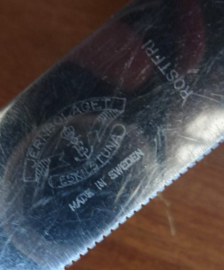 JERNBOLAGET
ESKILSTUNA
MADE IN SWEDEN
ROSTFRI